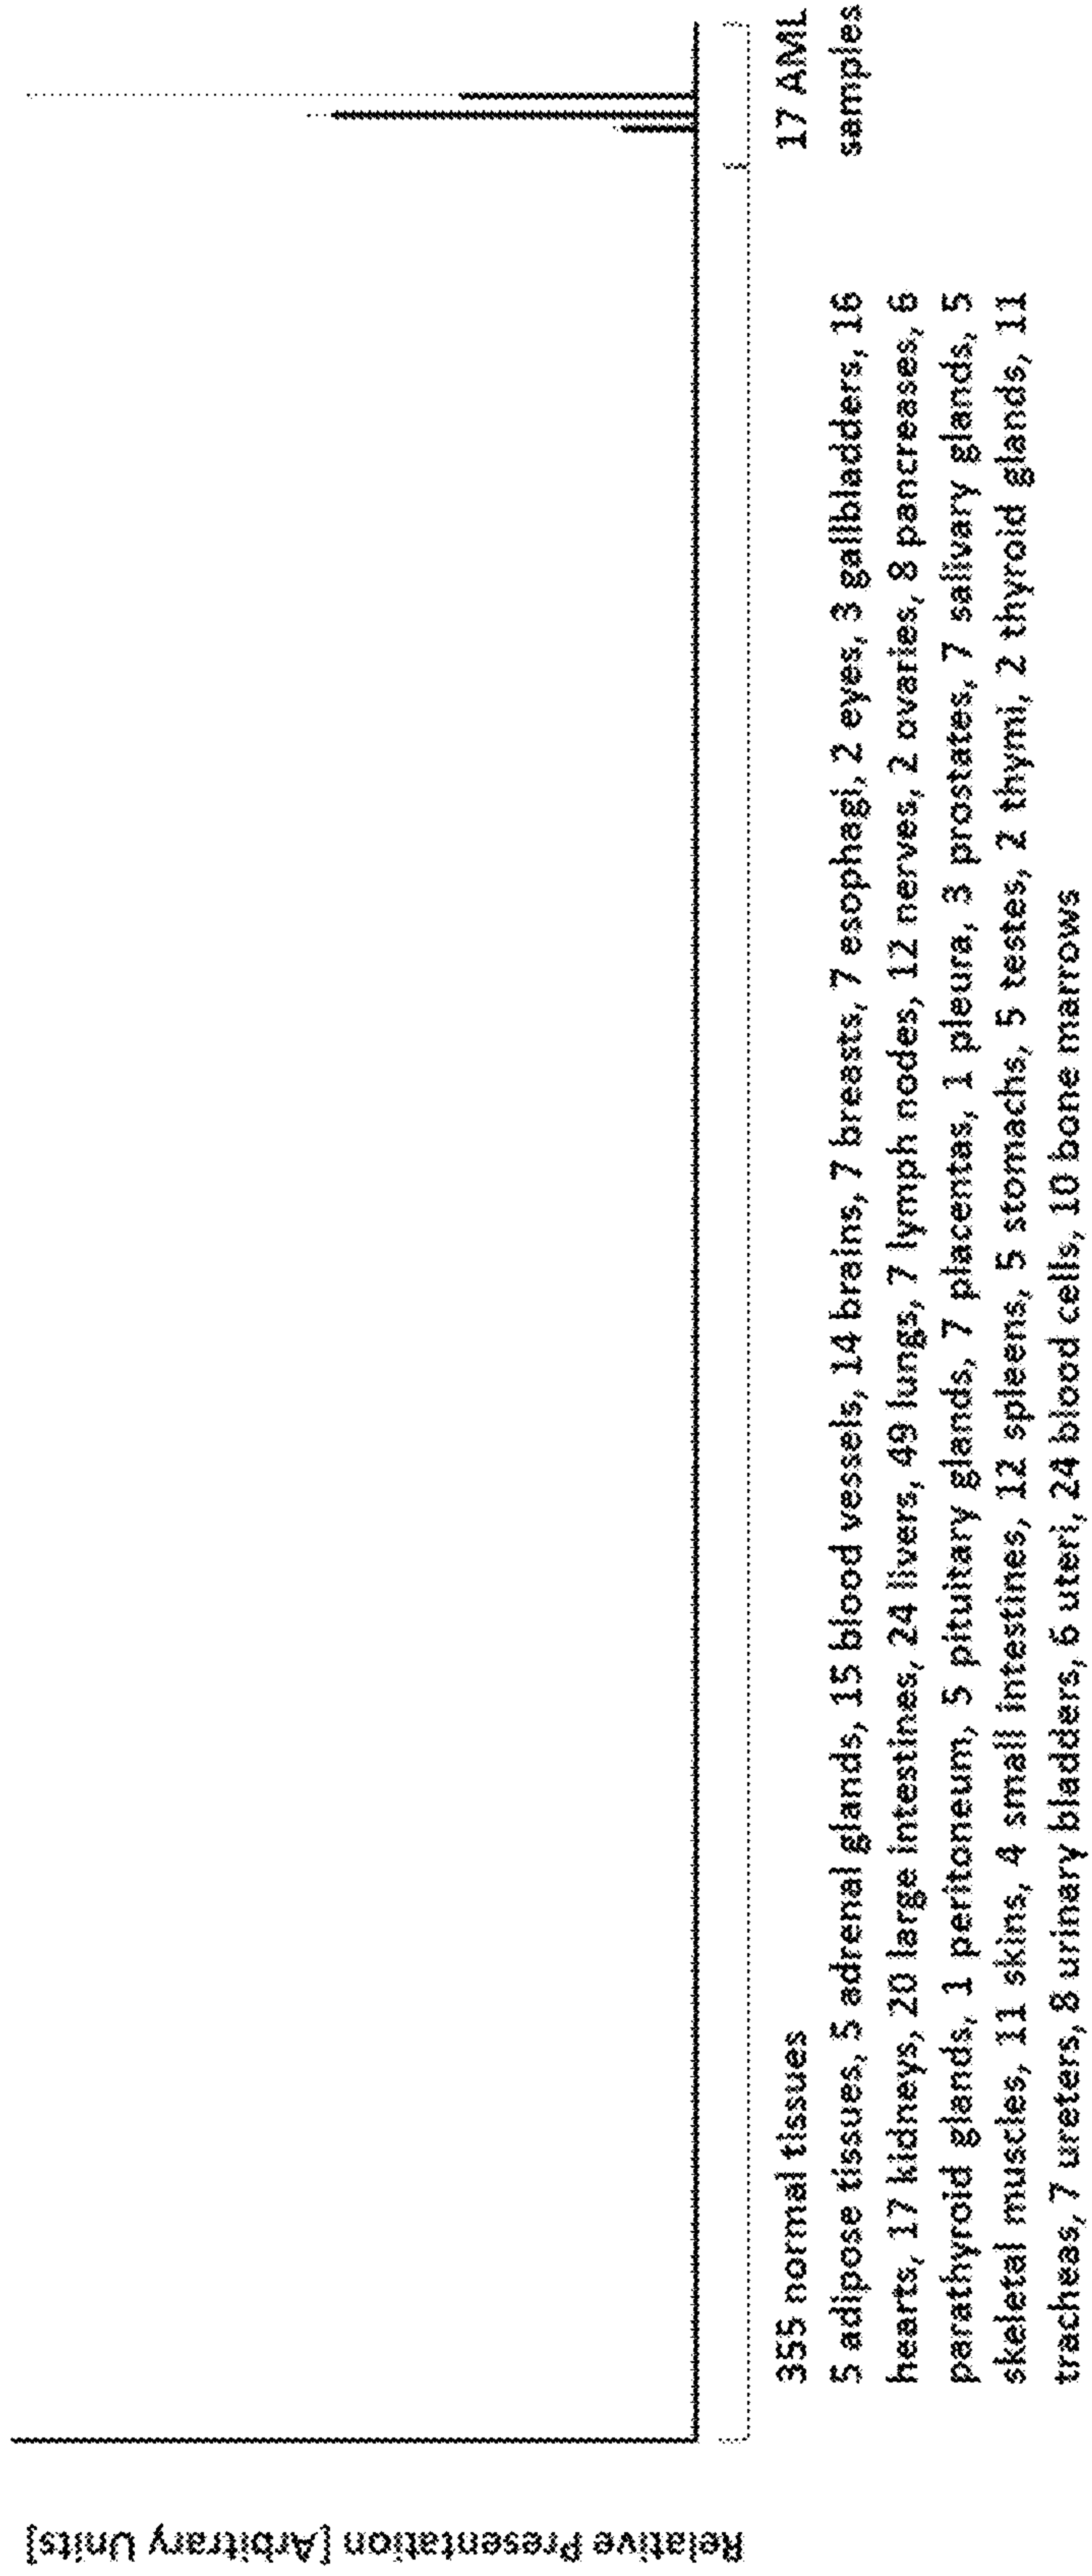 Relative Presentation [Arbitrary Units]
355 normal tissues
17 AML
samples
5 adipose tissues, 5 adrenal glands, 15 blood vessels, 14 brains, 7 breasts, 7 esophagi, 2 eyes, 3 gallbladders, 16
hearts, 17 kidneys, 20 large intestines, 24 livers, 49 lungs, 7 lymph nodes, 12 nerves, 2 ovaries, 8 pancreases, 6
parathyroid glands, 1 peritoneum, 5 pituitary glands, 7 placentas, 1 pleura, 3 prostates, 7 salivary glands, 5
skeletal muscles, 11 skins, 4 small intestines, 12 spleens, 5 stomachs, 5 testes, 2 thymi, 2 thyroid glands, 11
tracheas, 7 ureters, 8 urinary bladders, 6 uteri, 24 blood cells, 10 bone marrows